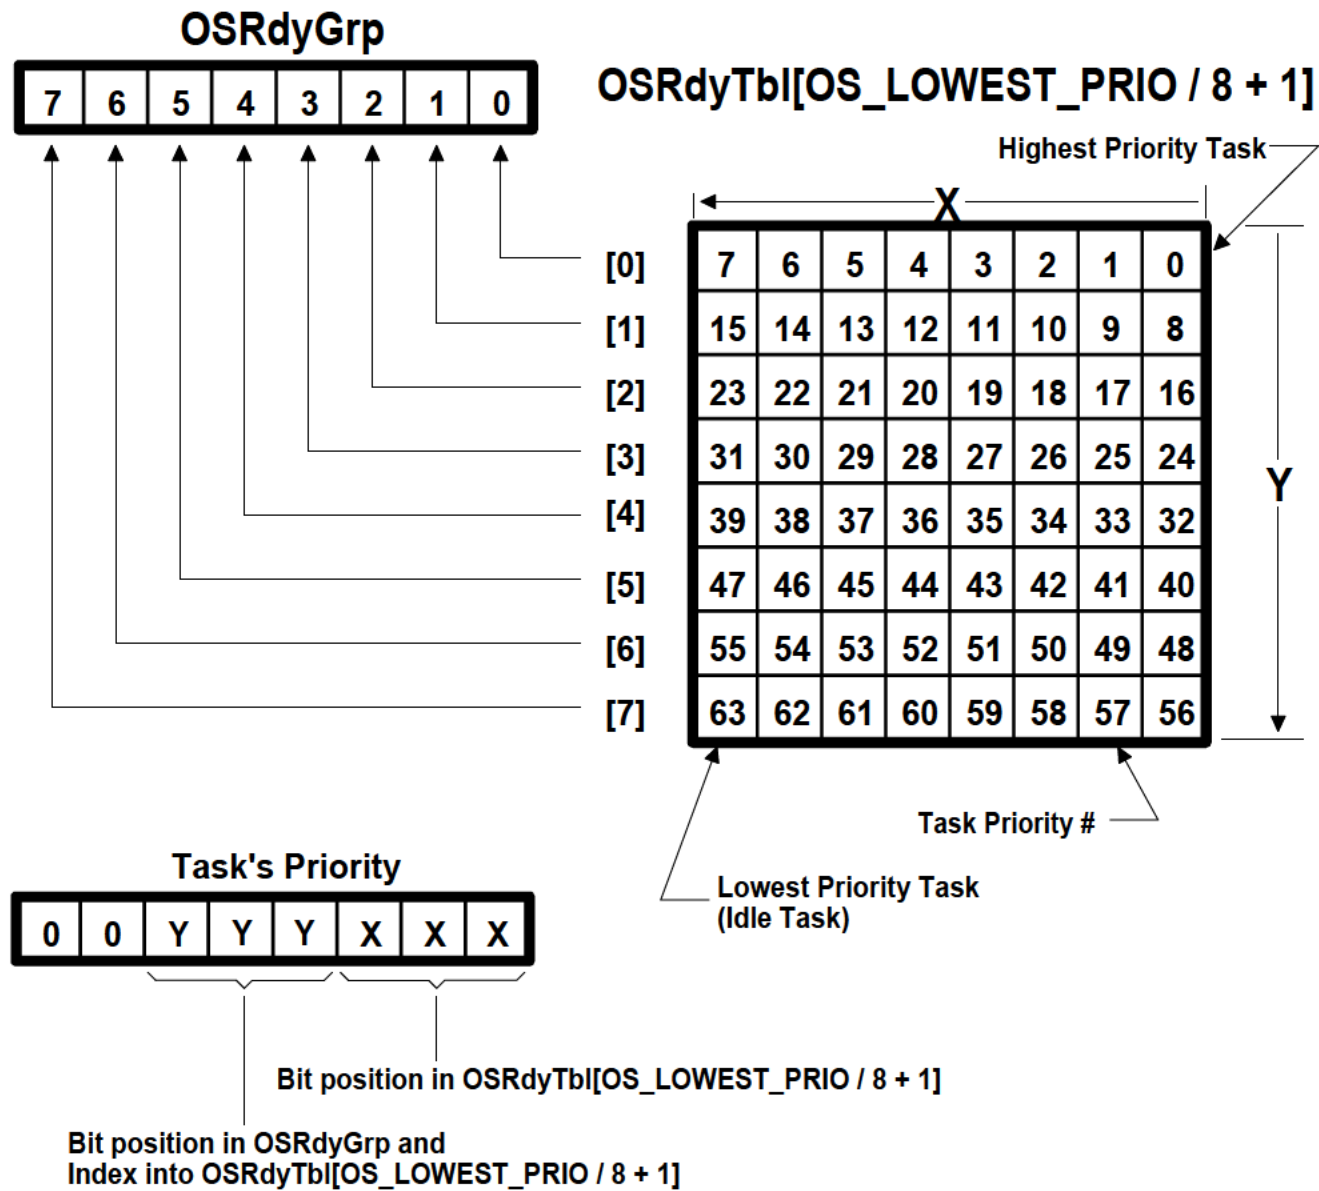 OSRdyGrp
7 6 5 4 3 2 1 0
OSRdyTbl[OS_LOWEST_PRIO / 8 + 1]
Highest Priority Task
X
[0] 7 6 5 4 3 2 1 0
[1] 15 14 13 12 11 10 9 8
[2] 23 22 21 20 19 18 17 16
[3] 31 30 29 28 27 26 25 24
Y
[4] 39 38 37 36 35 34 33 32
[5] 47 46 45 44 43 42 41 40
[6] 55 54 53 52 51 50 49 48
[7] 63 62 61 60 59 58 57 56
Task Priority #
Lowest Priority Task
(Idle Task)
Task's Priority
0 0 Y Y Y X X X
Bit position in OSRdyTbl[OS_LOWEST_PRIO / 8 + 1]
Bit position in OSRdyGrp and
Index into OSRdyTbl[OS_LOWEST_PRIO / 8 + 1]